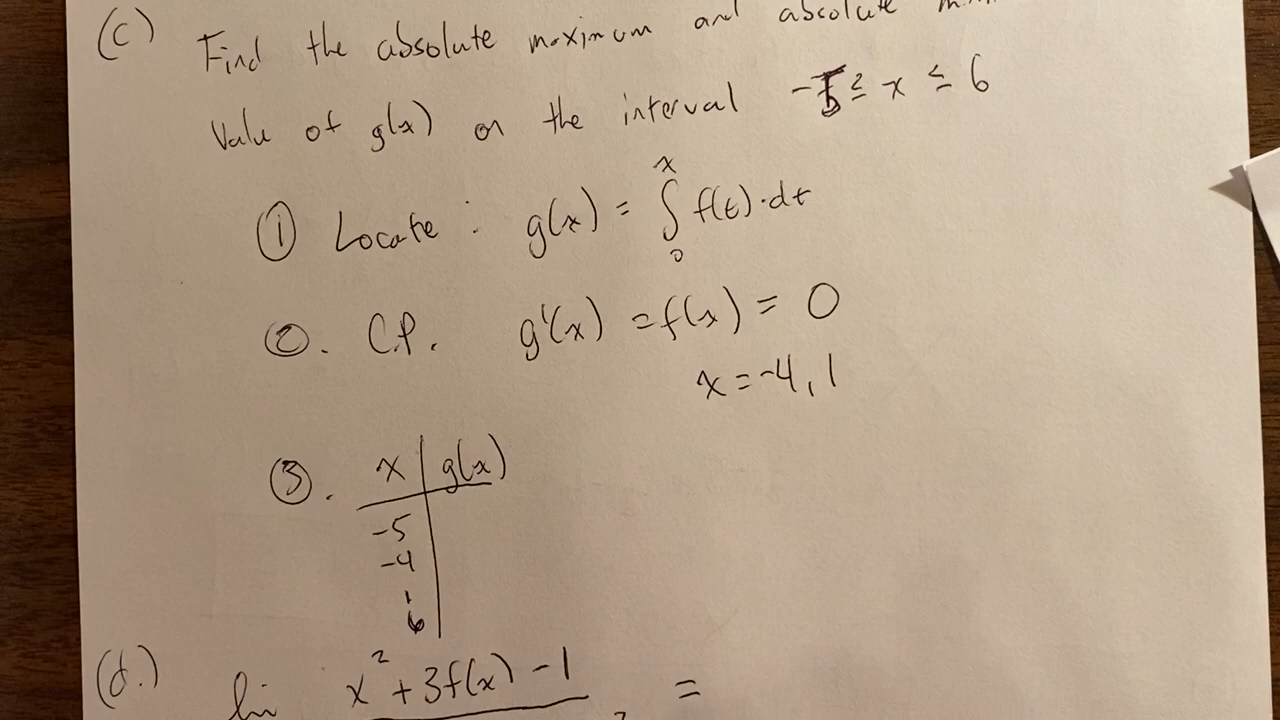 (c) Find the absolute maximum and absolute
Value of g(x) on the interval -5 ≤ x ≤ 6
① Locate : g(x) = ∫₀ˣ f(t)·dt
②. C.P. g'(x) = f(x) = 0
x = -4, 1
③. x | g(x)
-5
-4
1
6
(d.) lim x² + 3f(x) - 1 =